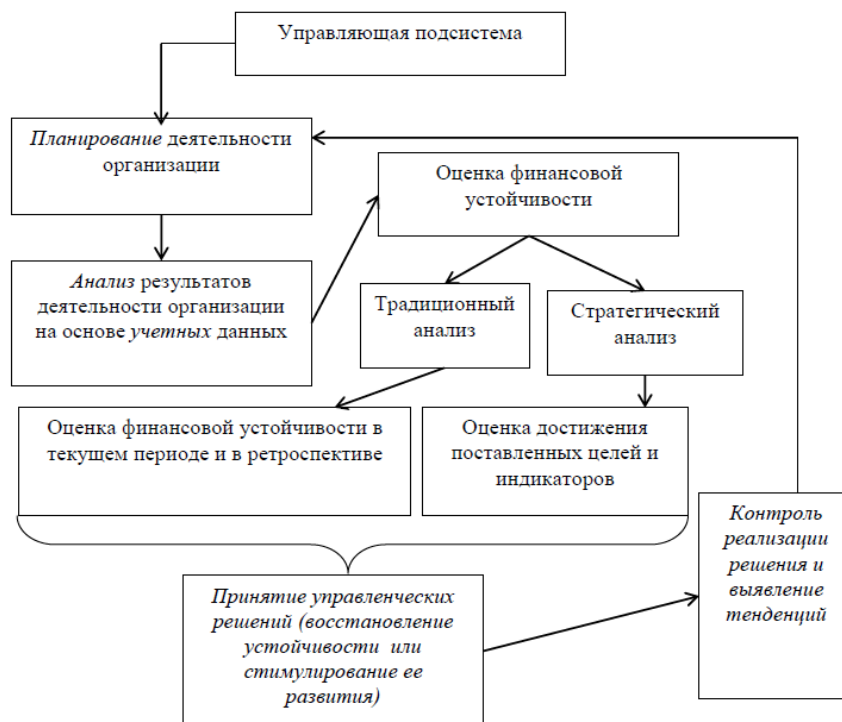 Управляющая подсистема
Планирование деятельности
организации
Оценка финансовой
устойчивости
Анализ результатов
деятельности организации
на основе учетных данных
Традиционный
анализ
Стратегический
анализ
Оценка финансовой устойчивости в
текущем периоде и в ретроспективе
Оценка достижения
поставленных целей и
индикаторов
Контроль
реализации
решения и
выявление
тенденций
Принятие управленческих
решений (восстановление
устойчивости или
стимулирование ее
развития)